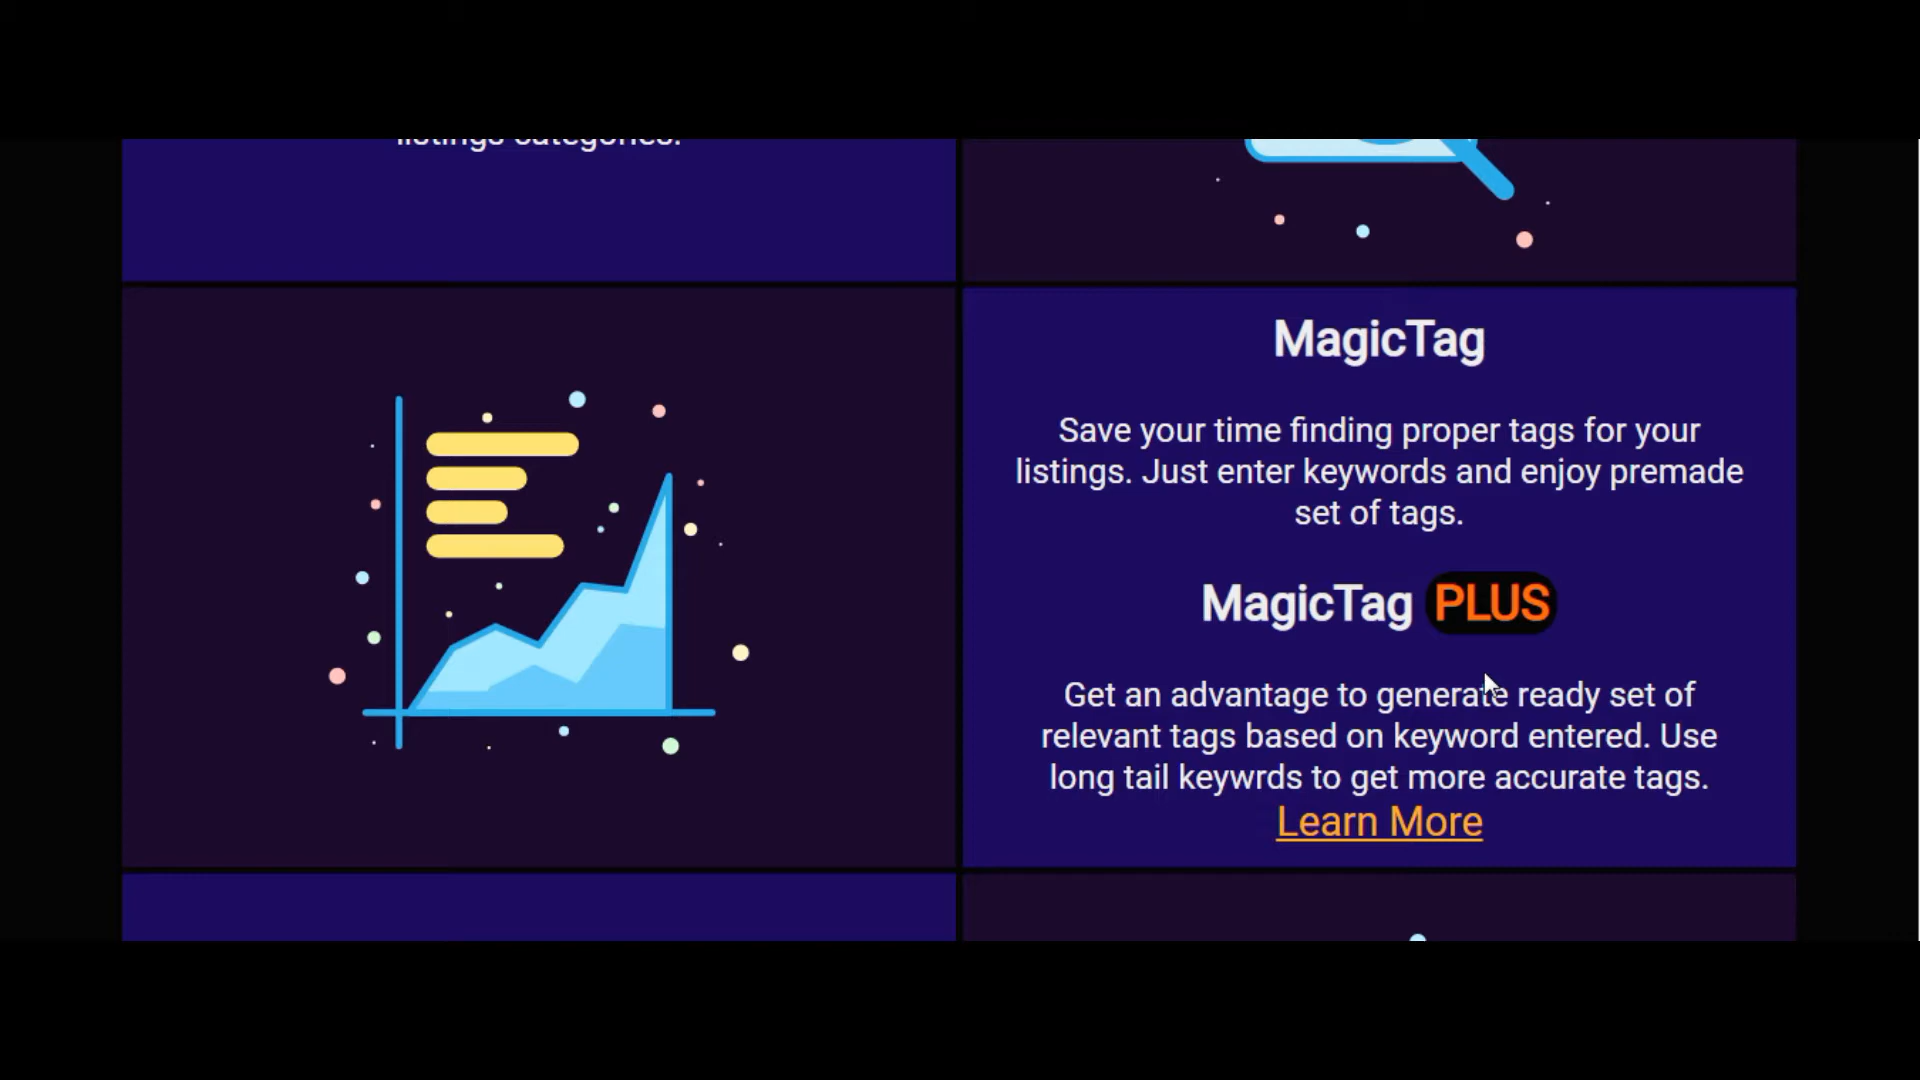 listings categories.
MagicTag
Save your time finding proper tags for your
listings. Just enter keywords and enjoy premade
set of tags.
MagicTag PLUS
Get an advantage to generate ready set of
relevant tags based on keyword entered. Use
long tail keywrds to get more accurate tags.
Learn More